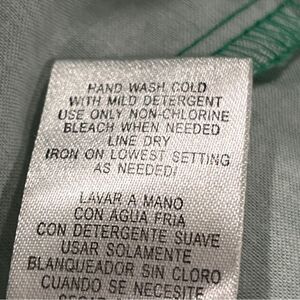 HAND WASH COLD
WITH MILD DETERGENT
USE ONLY NON-CHLORINE
BLEACH WHEN NEEDED
LINE DRY
IRON ON LOWEST SETTING
AS NEEDED!
LAVAR A MANO
CON AGUA FRIA
CON DETERGENTE SUAVE
USAR SOLAMENTE
BLANQUEADOR SIN CLORO
CUANDO SE NECESITE